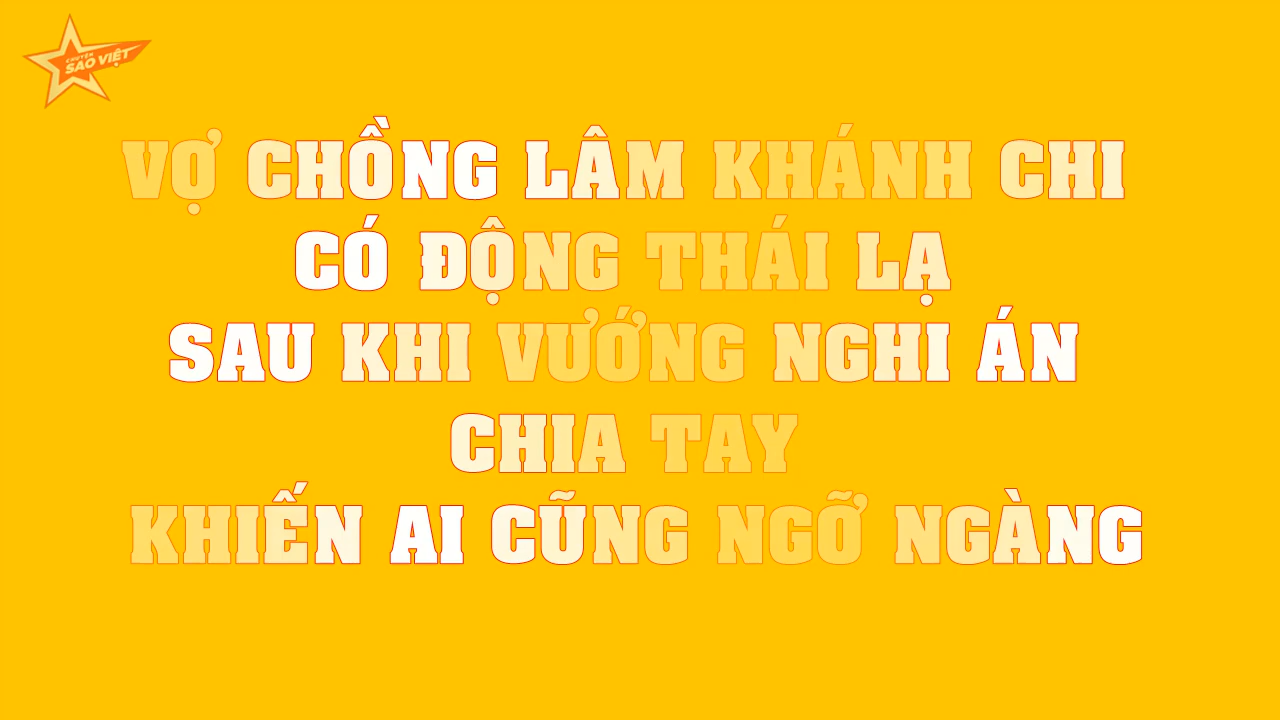 CHUYỆN
SAO VIỆT
VỢ CHỒNG LÂM KHÁNH CHI
CÓ ĐỘNG THÁI LẠ
SAU KHI VƯỚNG NGHI ÁN
CHIA TAY
KHIẾN AI CŨNG NGỠ NGÀNG